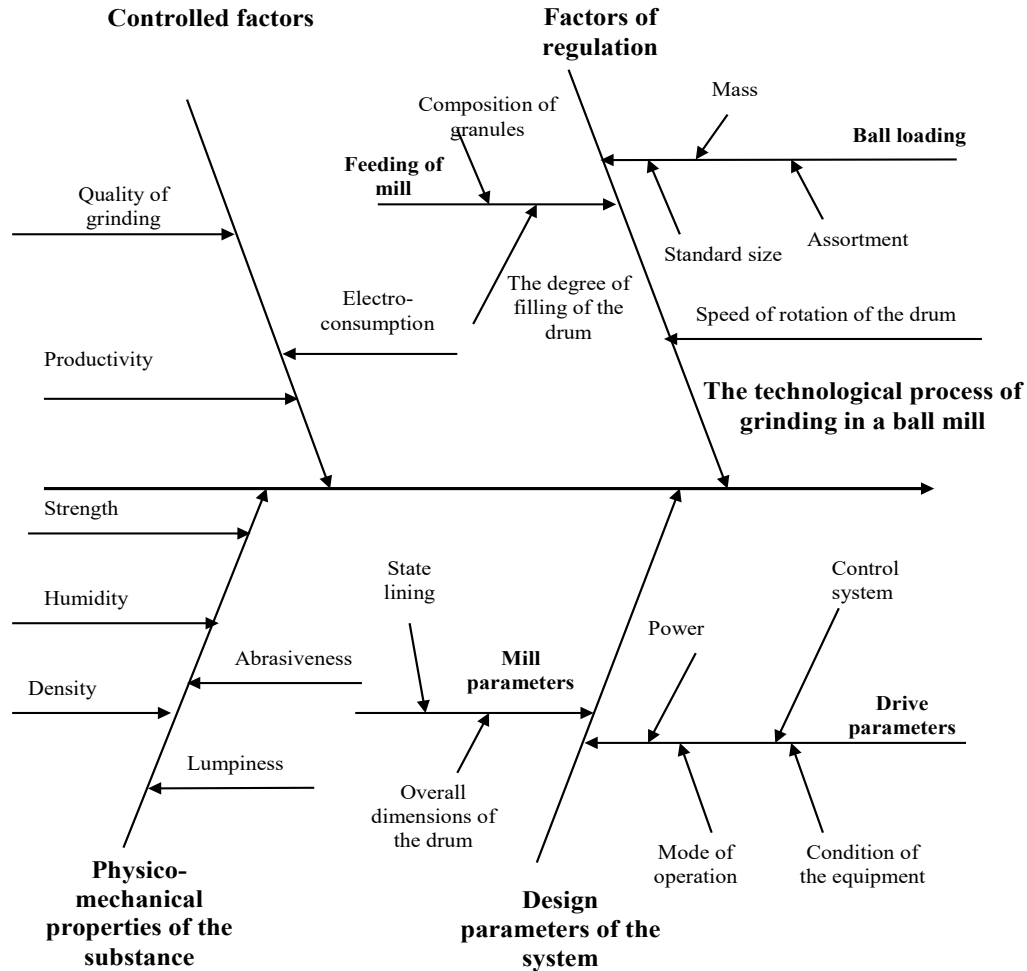 Controlled factors
Factors of
regulation
Composition of
granules
Mass
Ball loading
Feeding of
mill
Quality of
grinding
Standard size
Assortment
The degree of
filling of the
drum
Electro-
consumption
Speed of rotation of the drum
Productivity
The technological process of
grinding in a ball mill
Strength
State
lining
Control
system
Humidity
Power
Abrasiveness
Mill
parameters
Density
Drive
parameters
Lumpiness
Overall
dimensions of
the drum
Mode of
operation
Condition of
the equipment
Physico-
mechanical
properties of the
substance
Design
parameters of the
system